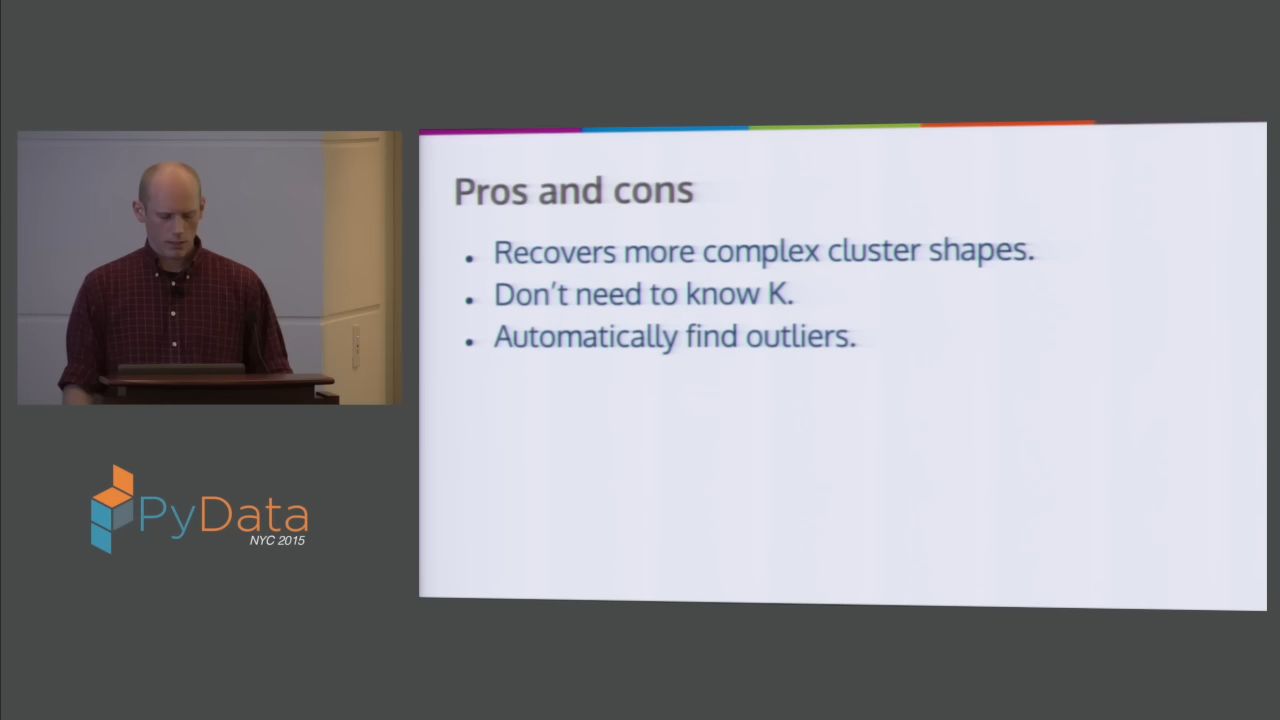 Pros and cons
• Recovers more complex cluster shapes.
• Don't need to know K.
• Automatically find outliers.
PyData
NYC 2015